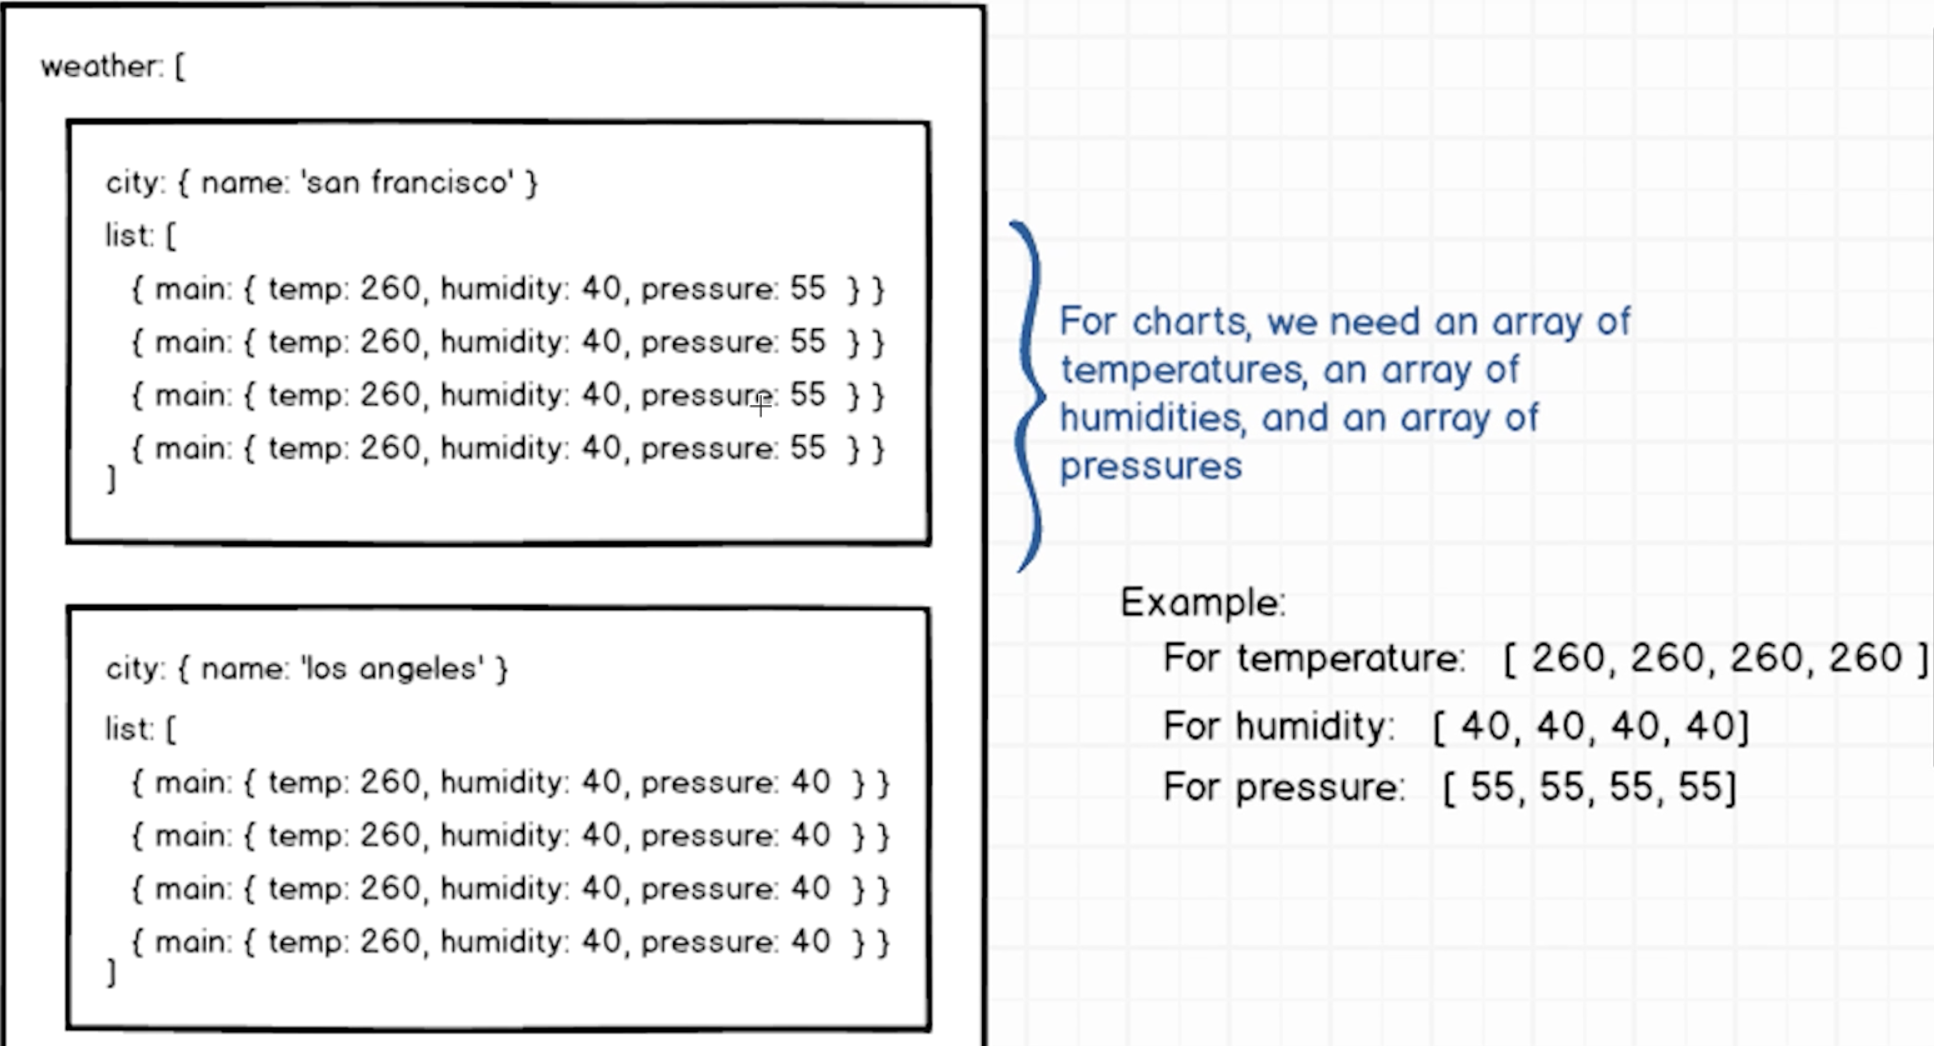 weather: [
city: { name: 'san francisco' }
list: [
{ main: { temp: 260, humidity: 40, pressure: 55 } }
{ main: { temp: 260, humidity: 40, pressure: 55 } }
{ main: { temp: 260, humidity: 40, pressure: 55 } }
{ main: { temp: 260, humidity: 40, pressure: 55 } }
]
city: { name: 'los angeles' }
list: [
{ main: { temp: 260, humidity: 40, pressure: 40 } }
{ main: { temp: 260, humidity: 40, pressure: 40 } }
{ main: { temp: 260, humidity: 40, pressure: 40 } }
{ main: { temp: 260, humidity: 40, pressure: 40 } }
]
For charts, we need an array of
temperatures, an array of
humidities, and an array of
pressures
Example:
For temperature: [ 260, 260, 260, 260 ]
For humidity: [ 40, 40, 40, 40]
For pressure: [ 55, 55, 55, 55]